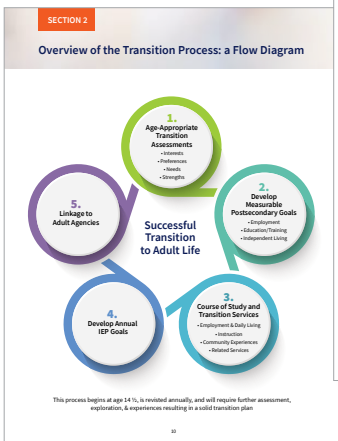 SECTION 2
Overview of the Transition Process: a Flow Diagram
1.
Age-Appropriate
Transition
Assessments
• Interests
• Preferences
• Needs
• Strengths
2.
Develop
Measurable
Postsecondary Goals
• Employment
• Education/Training
• Independent Living
3.
Course of Study and
Transition Services
• Employment & Daily Living
• Instruction
• Community Experiences
• Related Services
4.
Develop Annual
IEP Goals
5.
Linkage to
Adult Agencies
Successful
Transition
to Adult Life
This process begins at age 14 ½, is revisted annually, and will require further assessment,
exploration, & experiences resulting in a solid transition plan
10